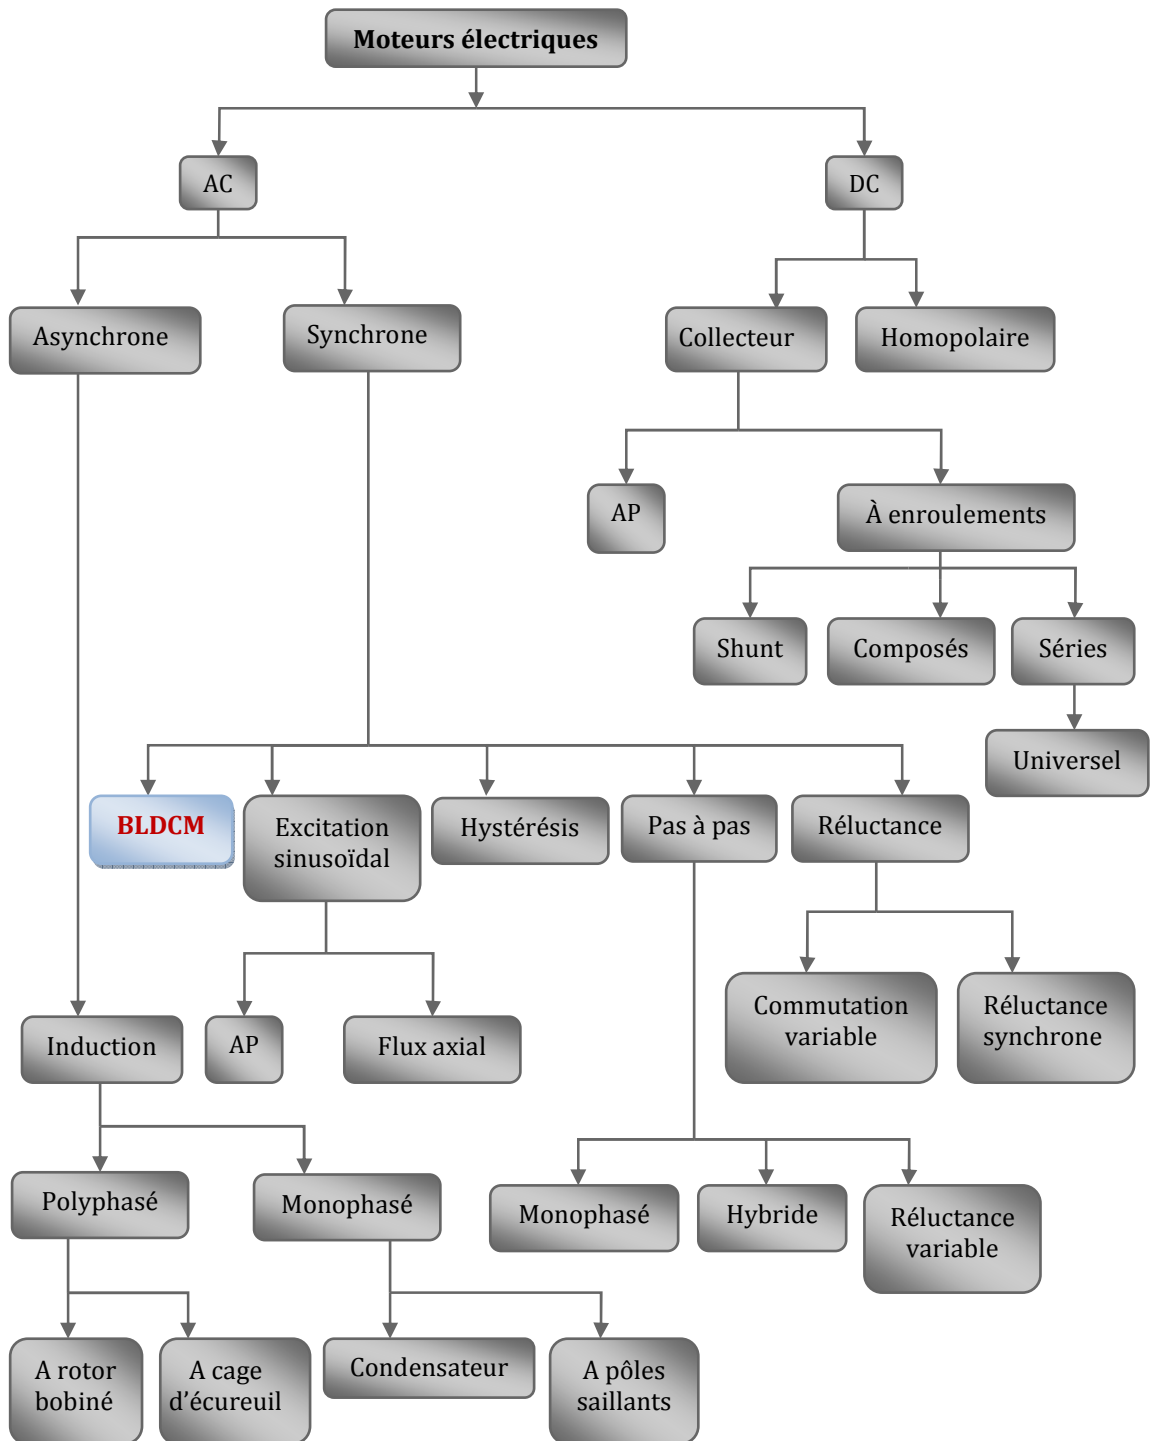 Moteurs électriques
AC
DC
Asynchrone
Synchrone
Collecteur
Homopolaire
AP
À enroulements
Shunt
Composés
Séries
Universel
BLDCM
Excitation
sinusoïdal
Hystérésis
Pas à pas
Réluctance
Commutation
variable
Réluctance
synchrone
Induction
AP
Flux axial
Polyphasé
Monophasé
Monophasé
Hybride
Réluctance
variable
A rotor
bobiné
A cage
d'écureuil
Condensateur
A pôles
saillants